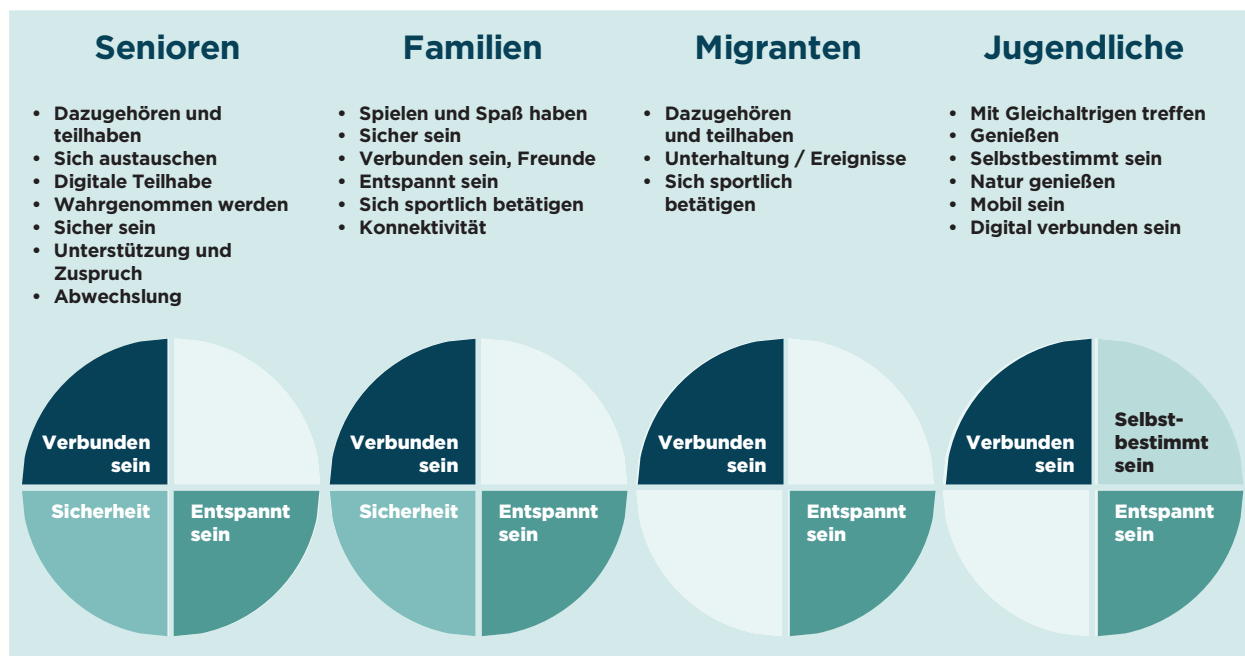 Senioren
• Dazugehören und
teilhaben
• Sich austauschen
• Digitale Teilhabe
• Wahrgenommen werden
• Sicher sein
• Unterstützung und
Zuspruch
• Abwechslung
Familien
• Spielen und Spaß haben
• Sicher sein
• Verbunden sein, Freunde
• Entspannt sein
• Sich sportlich betätigen
• Konnektivität
Migranten
• Dazugehören
und teilhaben
• Unterhaltung / Ereignisse
• Sich sportlich
betätigen
Jugendliche
• Mit Gleichaltrigen treffen
• Genießen
• Selbstbestimmt sein
• Natur genießen
• Mobil sein
• Digital verbunden sein
Verbunden
sein
Sicherheit
Entspannt
sein
Verbunden
sein
Sicherheit
Entspannt
sein
Verbunden
sein
Entspannt
sein
Verbunden
sein
Selbst-
bestimmt
sein
Entspannt
sein